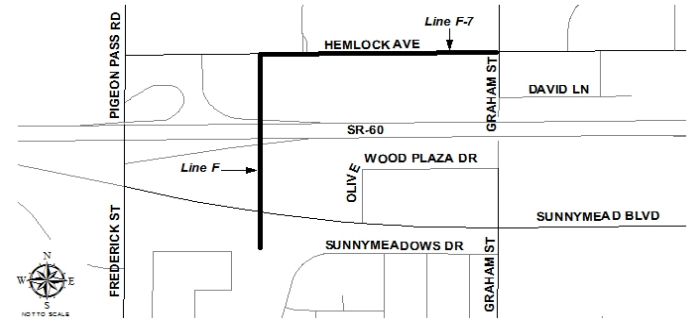 Line F-7
PIGEON PASS RD
HEMLOCK AVE
GRAHAM ST
DAVID LN
SR-60
WOOD PLAZA DR
OLIVE
Line F
SUNNYMEAD BLVD
FREDERICK ST
SUNNYMEADOWS DR
GRAHAM ST
N
W
E
S
NOT TO SCALE